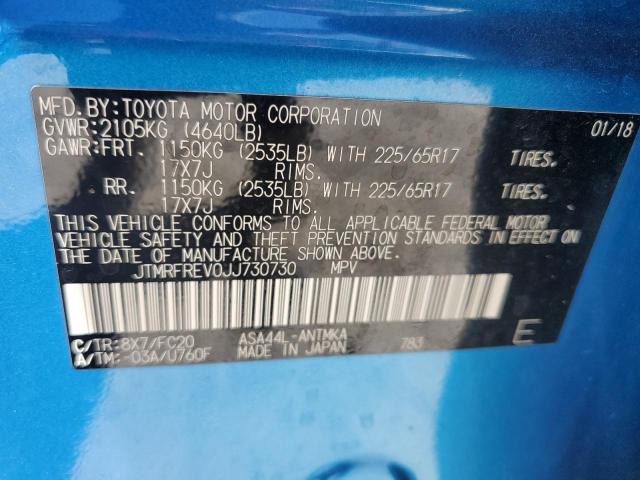 MFD.BY:TOYOTA MOTOR CORPORATION 01/18
GVWR:2105KG (4640LB)
GAWR:FRT. 1150KG (2535LB) WITH 225/65R17 TIRES.
17X7J RIMS.
RR. 1150KG (2535LB) WITH 225/65R17 TIRES.
17X7J RIMS.
THIS VEHICLE CONFORMS TO ALL APPLICABLE FEDERAL MOTOR
VEHICLE SAFETY AND THEFT PREVENTION STANDARDS IN EFFECT ON
THE DATE OF MANUFACTURE SHOWN ABOVE.
JTMRFREV0JJ730730 MPV
C/TR:8X7/FC20 ASA44L-ANTMKA 783 E
A/TM:-03A/U760F MADE IN JAPAN